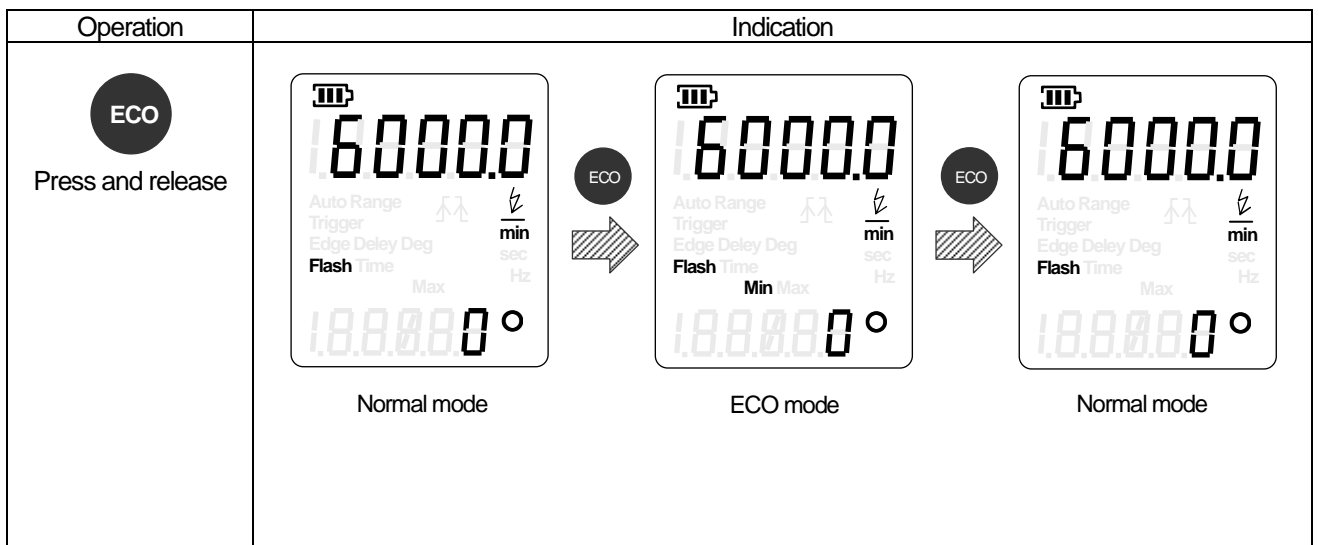 Operation
Indication
ECO
Press and release
6000.0
Auto Range
Trigger
Edge Deley Deg
Flash Time
Max
min
sec
Hz
0°
Normal mode
ECO
6000.0
Auto Range
Trigger
Edge Deley Deg
Flash Time
Min Max
min
sec
Hz
0°
ECO mode
ECO
6000.0
Auto Range
Trigger
Edge Deley Deg
Flash Time
Max
min
sec
Hz
0°
Normal mode